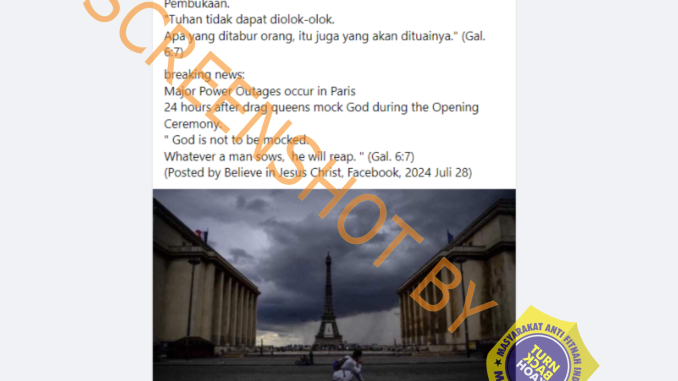 Pembukaan.
"Tuhan tidak dapat diolok-olok.
Apa yang ditabur orang, itu juga yang akan dituainya." (Gal.
6:7)
breaking news:
Major Power Outages occur in Paris
24 hours after drag queens mock God during the Opening
Ceremony.
" God is not to be mocked.
Whatever a man sows, he will reap. " (Gal. 6:7)
(Posted by Believe in Jesus Christ, Facebook, 2024 Juli 28)
SCREENSHOT BY
MASYARAKAT ANTI FITNAH IND
TURN
BACK
HOAX